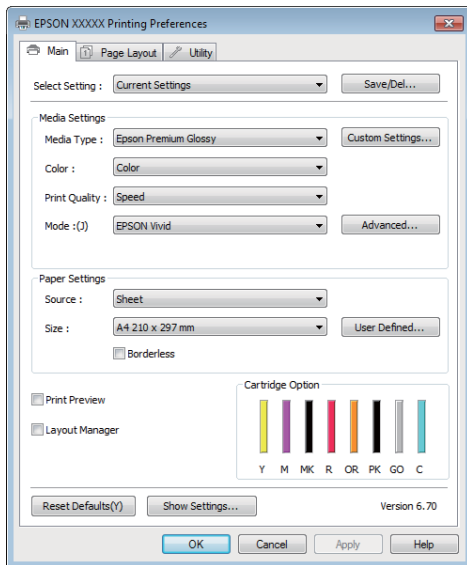 EPSON XXXXX Printing Preferences
Main Page Layout Utility
Select Setting : Current Settings Save/Del...
Media Settings
Media Type : Epson Premium Glossy Custom Settings...
Color : Color
Print Quality : Speed
Mode :(J) EPSON Vivid Advanced...
Paper Settings
Source : Sheet
Size : A4 210 x 297 mm User Defined...
Borderless
Cartridge Option
Print Preview
Layout Manager
Y M MK R OR PK GO C
Reset Defaults(Y) Show Settings... Version 6.70
OK Cancel Apply Help